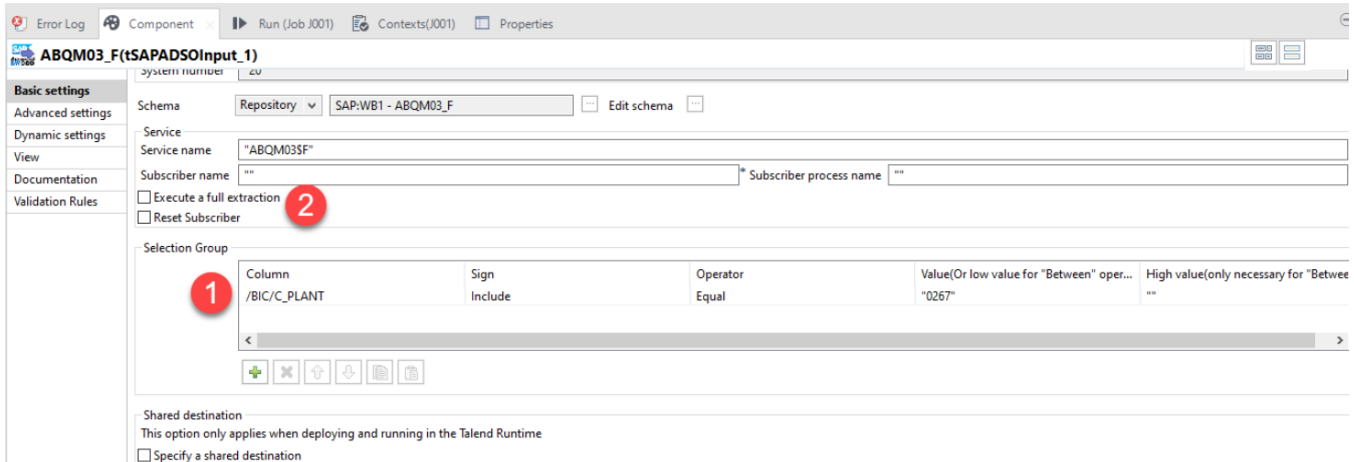 Error Log Component Run (Job J001) Contexts(J001) Properties
SAP ABQM03_F(tSAPADSOInput_1)
System number "20"
Basic settings
Advanced settings
Dynamic settings
View
Documentation
Validation Rules
Schema Repository SAP:WB1 - ABQM03_F ... Edit schema ...
Service
Service name "ABQM03$F"
Subscriber name "" * Subscriber process name ""
Execute a full extraction
2
Reset Subscriber
Selection Group
Column Sign Operator Value(Or low value for "Between" oper... High value(only necessary for "Betwee
1
/BIC/C_PLANT Include Equal "0267" ""
Shared destination
This option only applies when deploying and running in the Talend Runtime
Specify a shared destination